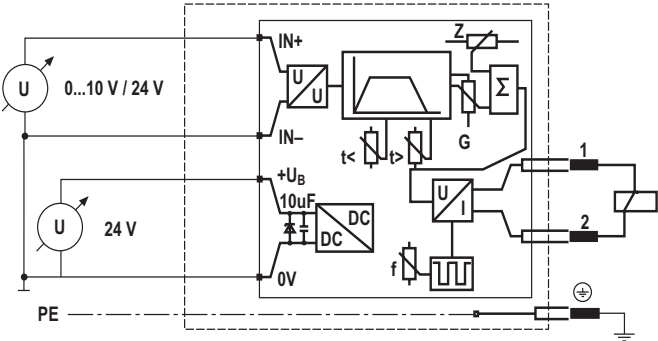 Z
IN+
U
0...10 V / 24 V
U
U
Σ
G
IN–
t<
t>
1
+UB
10uF
U
24 V
DC
DC
U
I
2
f
0V
PE